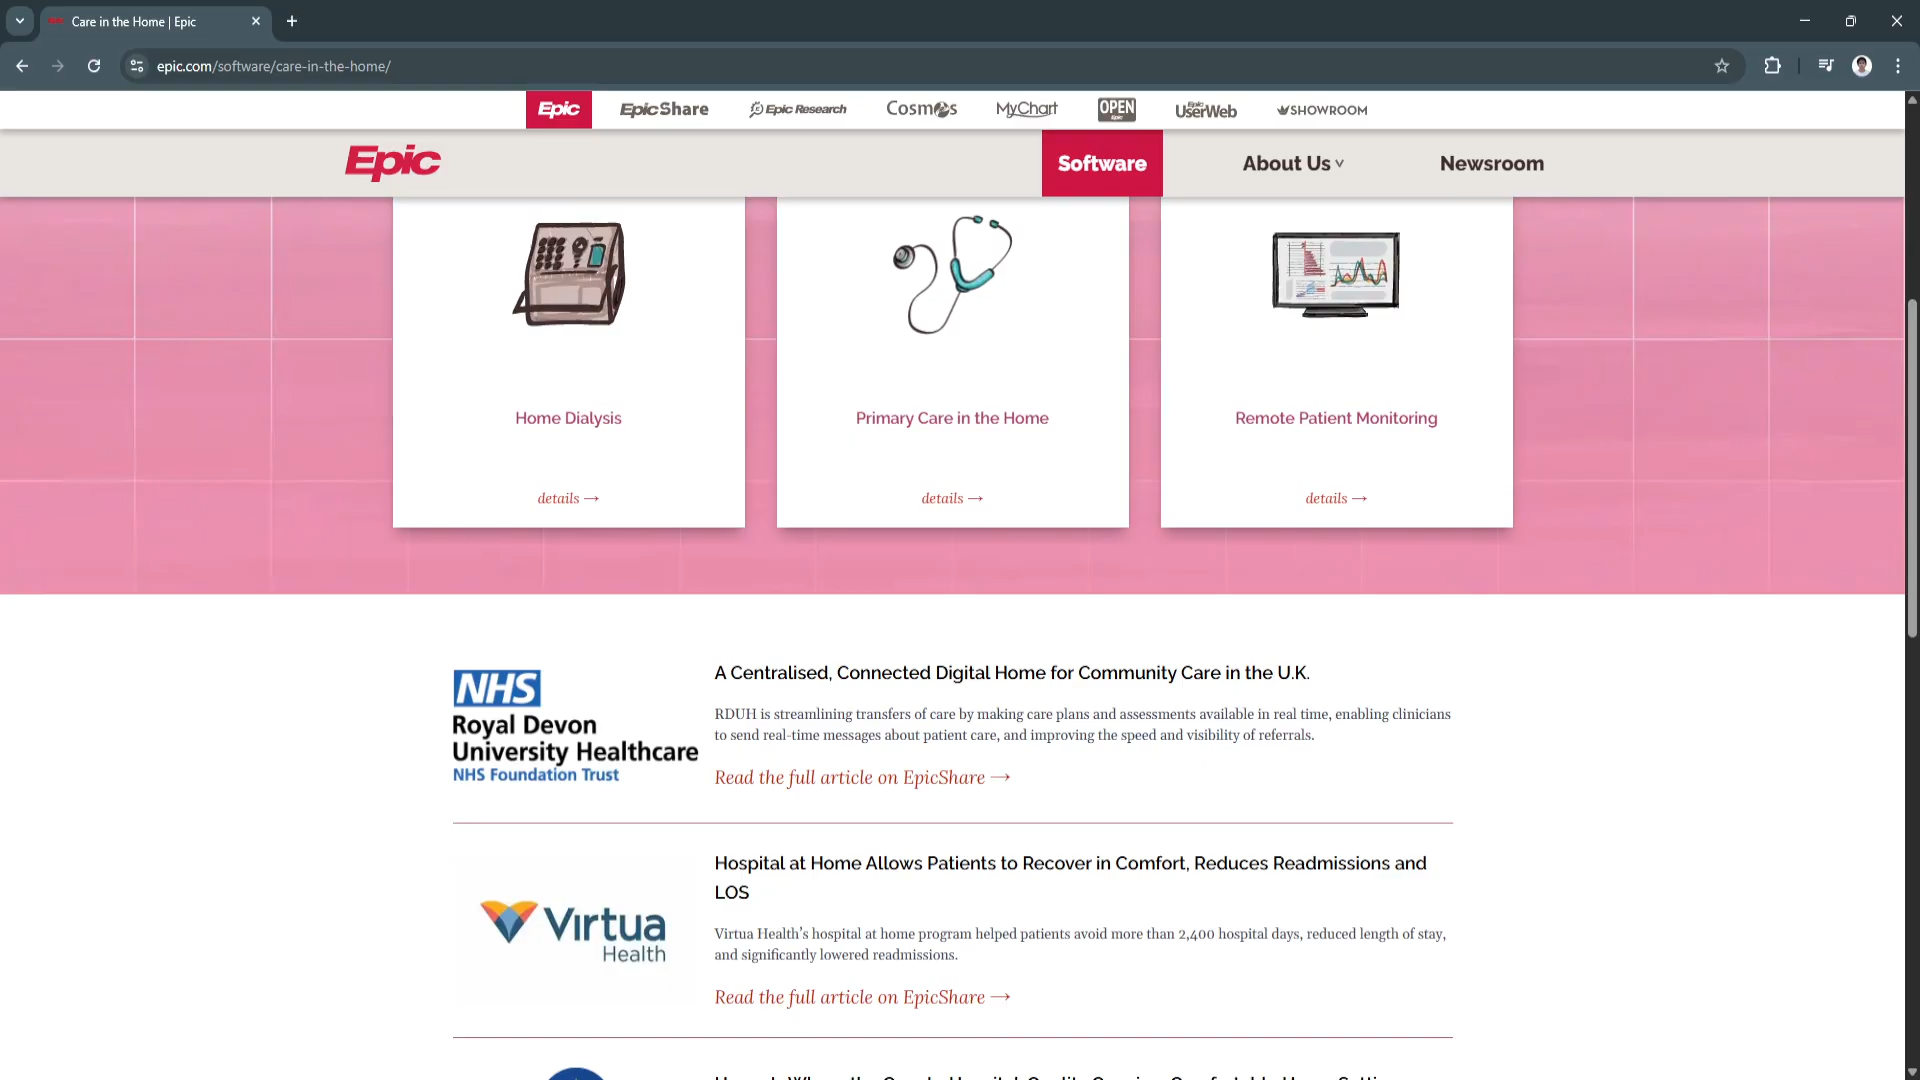 Care in the Home | Epic
epic.com/software/care-in-the-home/
Epic
EpicShare
Epic Research
Cosmos
MyChart
OPEN
Epic
Epic
UserWeb
SHOWROOM
Epic
Software
About Us
Newsroom
Home Dialysis
Primary Care in the Home
Remote Patient Monitoring
details →
details →
details →
NHS
Royal Devon
University Healthcare
NHS Foundation Trust
A Centralised, Connected Digital Home for Community Care in the U.K.
RDUH is streamlining transfers of care by making care plans and assessments available in real time, enabling clinicians
to send real-time messages about patient care, and improving the speed and visibility of referrals.
Read the full article on EpicShare →
Virtua
Health
Hospital at Home Allows Patients to Recover in Comfort, Reduces Readmissions and
LOS
Virtua Health’s hospital at home program helped patients avoid more than 2,400 hospital days, reduced length of stay,
and significantly lowered readmissions.
Read the full article on EpicShare →